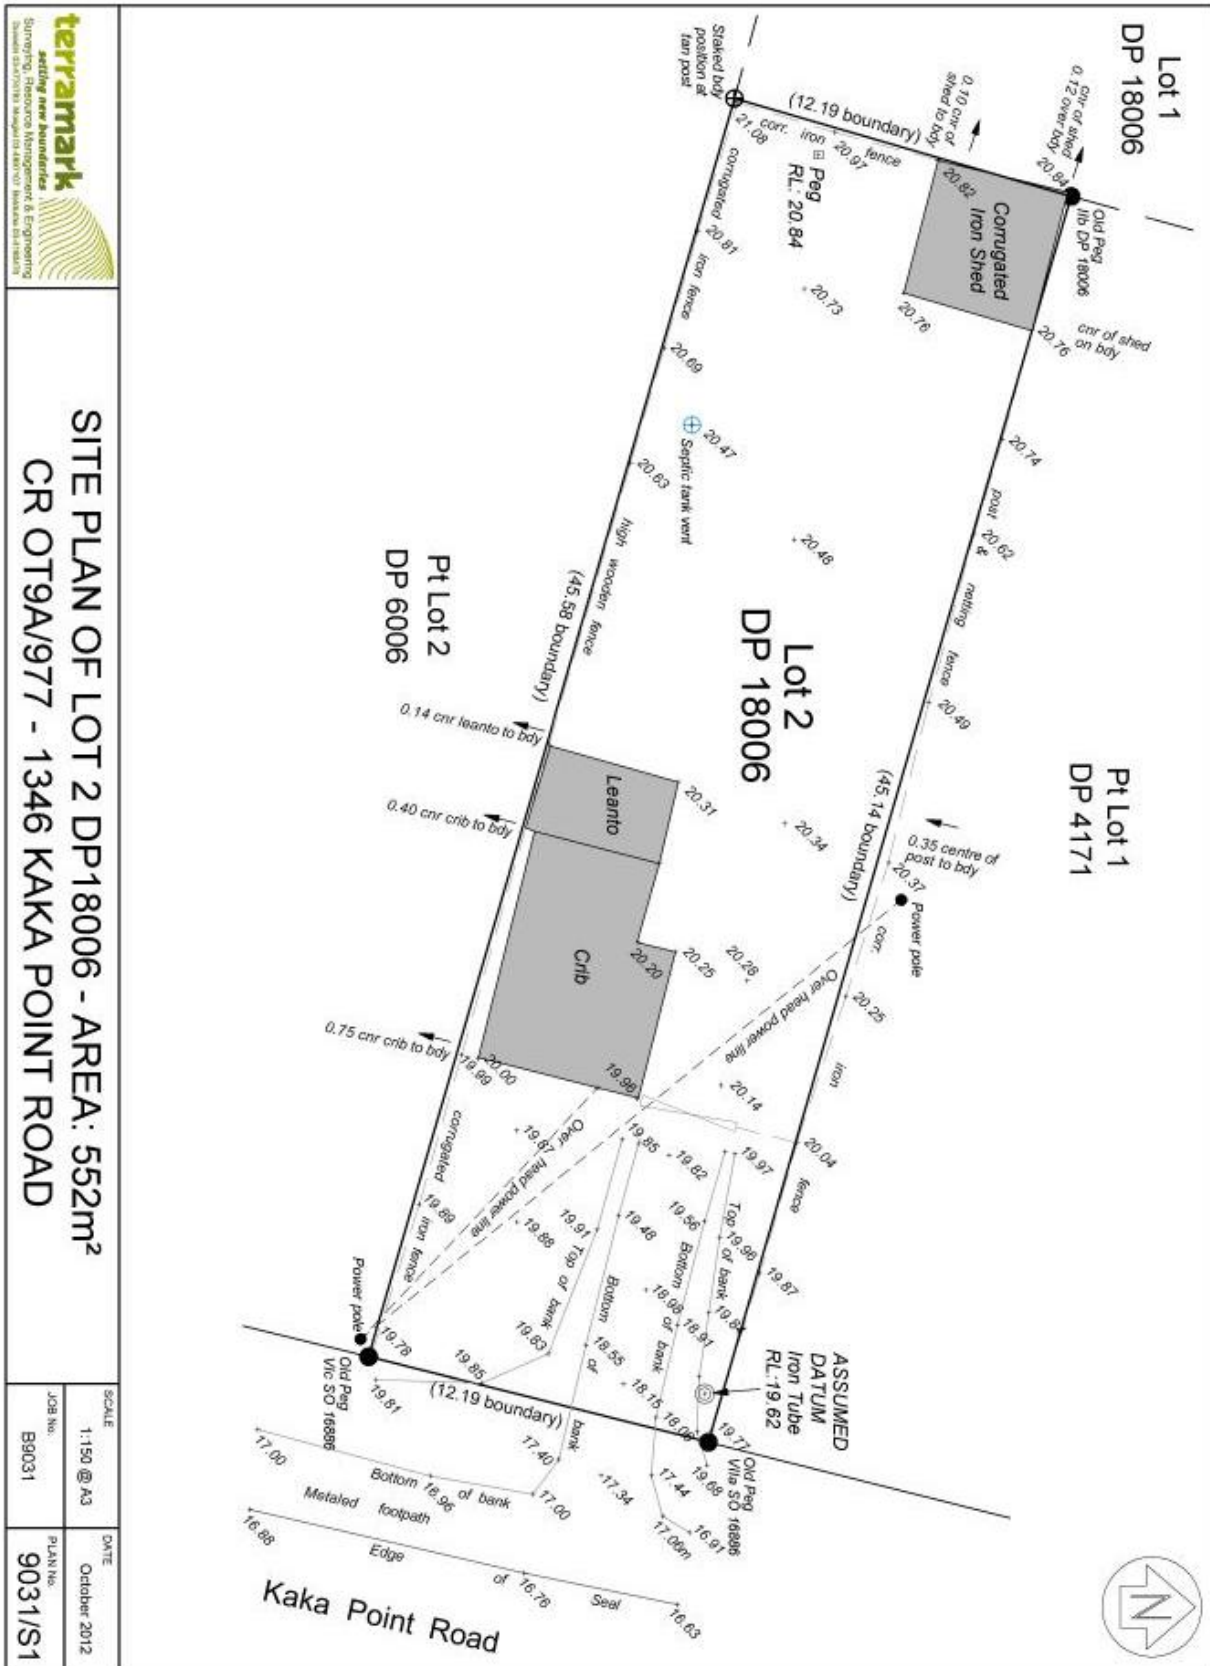 Lot 1
DP 18006
cnr of shed
0.12 over bdy
20.84
Old Peg
IIb DP 18006
0.10 cnr of
shed to bdy
(12.19 boundary)
Staked bdy
position at
tan post
21.08
corr. iron fence
20.97
Peg
RL: 20.84
20.82
Corrugated
Iron Shed
20.76
20.76
cnr of shed
on bdy
corrugated iron fence
20.81
20.73
20.69
20.47
Septic tank vent
20.63
20.74
post & netting fence
20.62
20.48
20.49
high wooden fence
(45.58 boundary)
Pt Lot 2
DP 6006
Lot 2
DP 18006
Pt Lot 1
DP 4171
(45.14 boundary)
0.14 cnr leanto to bdy
0.40 cnr crib to bdy
0.75 cnr crib to bdy
Leanto
20.31
20.34
0.35 centre of
post to bdy
20.37
Power pole
Crib
20.20
20.25
20.28
Over head power line
corr. iron fence
20.25
20.14
20.04
19.99
20.00
19.98
19.87
Over
head power line
19.85
19.82
19.97
corrugated iron fence
19.89
19.88
19.91
Top of bank
19.48
Bottom or bank
19.56
Bottom of bank
Top of bank
19.96
19.87
18.98
18.91
19.63
18.55
18.15
ASSUMED
DATUM
Iron Tube
RL:19.62
Power pole
19.78
Old Peg
VIc SO 16886
19.81
19.85
(12.19 boundary)
19.77
Old Peg
VIIa SO 16886
19.68
17.40
17.34
17.44
17.00
17.06m
16.91
17.00
Bottom of bank
16.96
Metaled footpath
16.88
Edge of Seal
16.76
16.63
Kaka Point Road
N
terramark
setting new boundaries
Surveying, Resource Management & Engineering
SITE PLAN OF LOT 2 DP18006 - AREA: 552m²
CR OT9A/977 - 1346 KAKA POINT ROAD
SCALE
1:150 @ A3
DATE
October 2012
JOB No.
B9031
PLAN No.
9031/S1